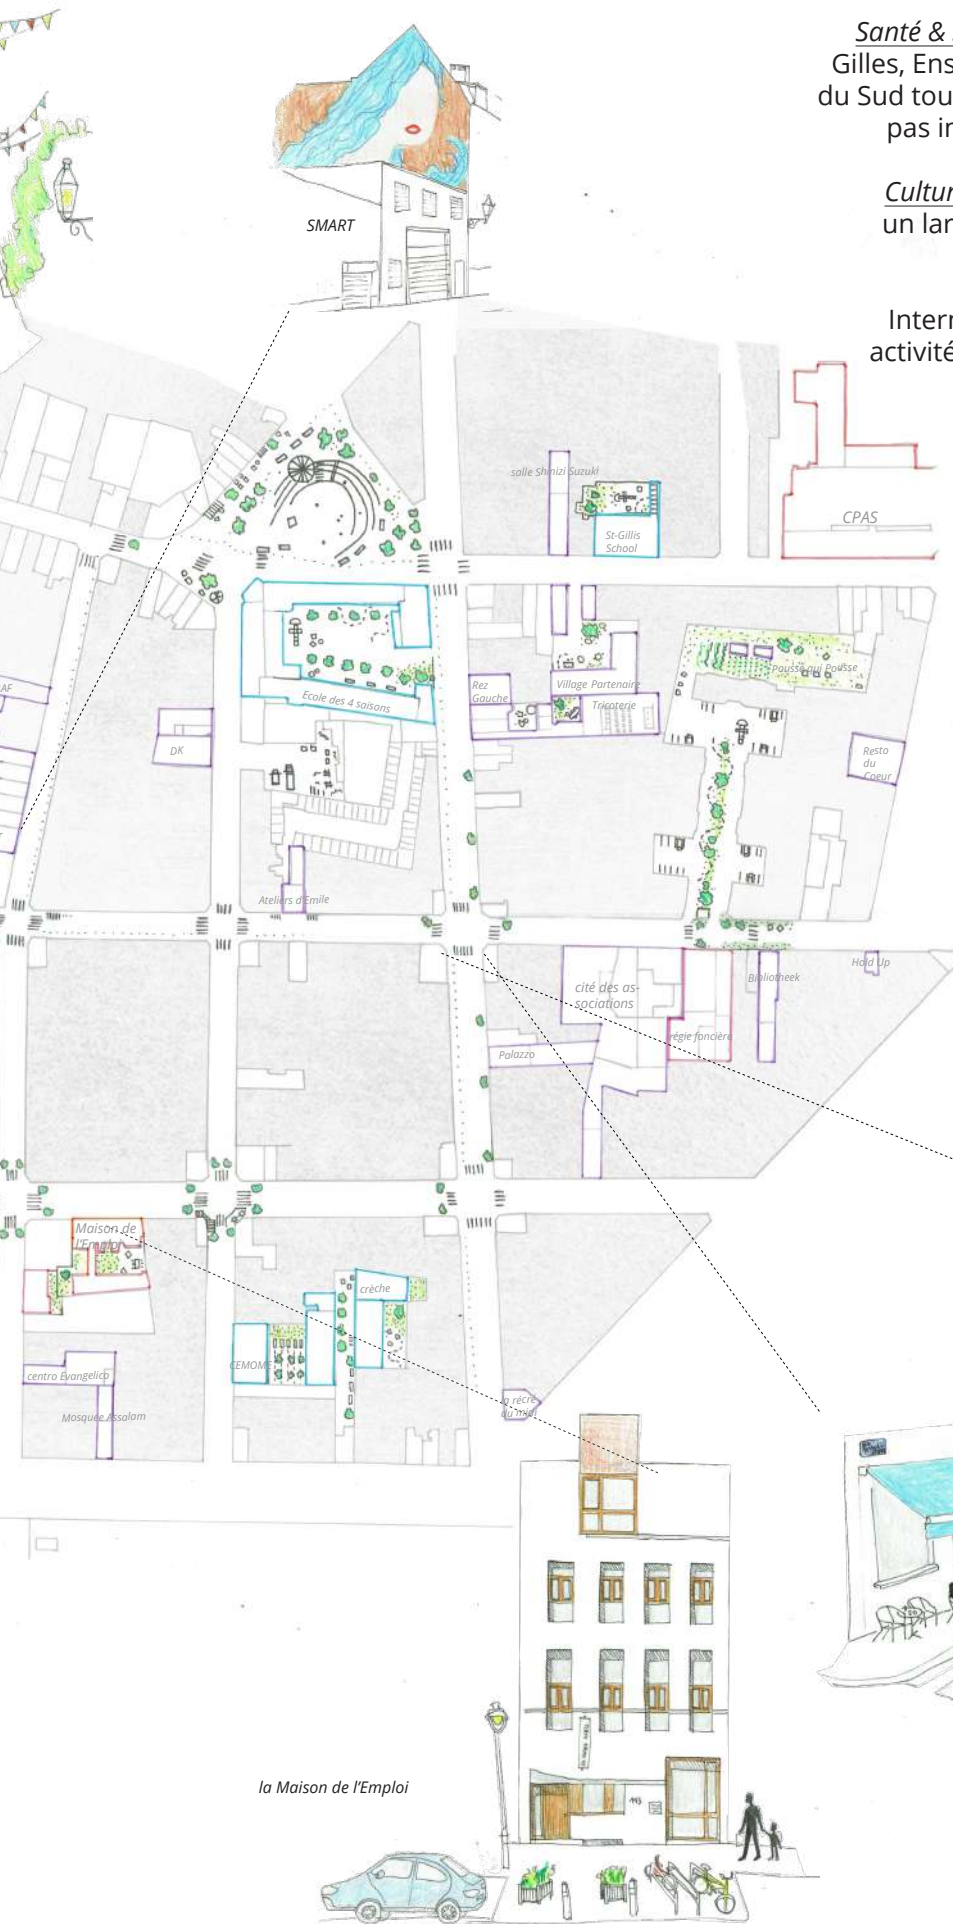 Santé &
Gilles, Ens
du Sud tou
pas in
Cultur
un lar
Intern
activité
SMART
salle Shinizi Suzuki
St-Gillis
School
CPAS
Ecole des 4 saisons
Rez
Gauche
Village Partenaire
Tricoterie
Pousse qui Pousse
Resto
du
Coeur
AF
DK
Ateliers d'Emile
cité des as-
sociations
régie foncière
Bibliotheek
Hold Up
Palazzo
Maison de
l'Emploi
crèche
CEMOME
centro Evangelico
Mosquée Assalam
la récré
du midi
la Maison de l'Emploi